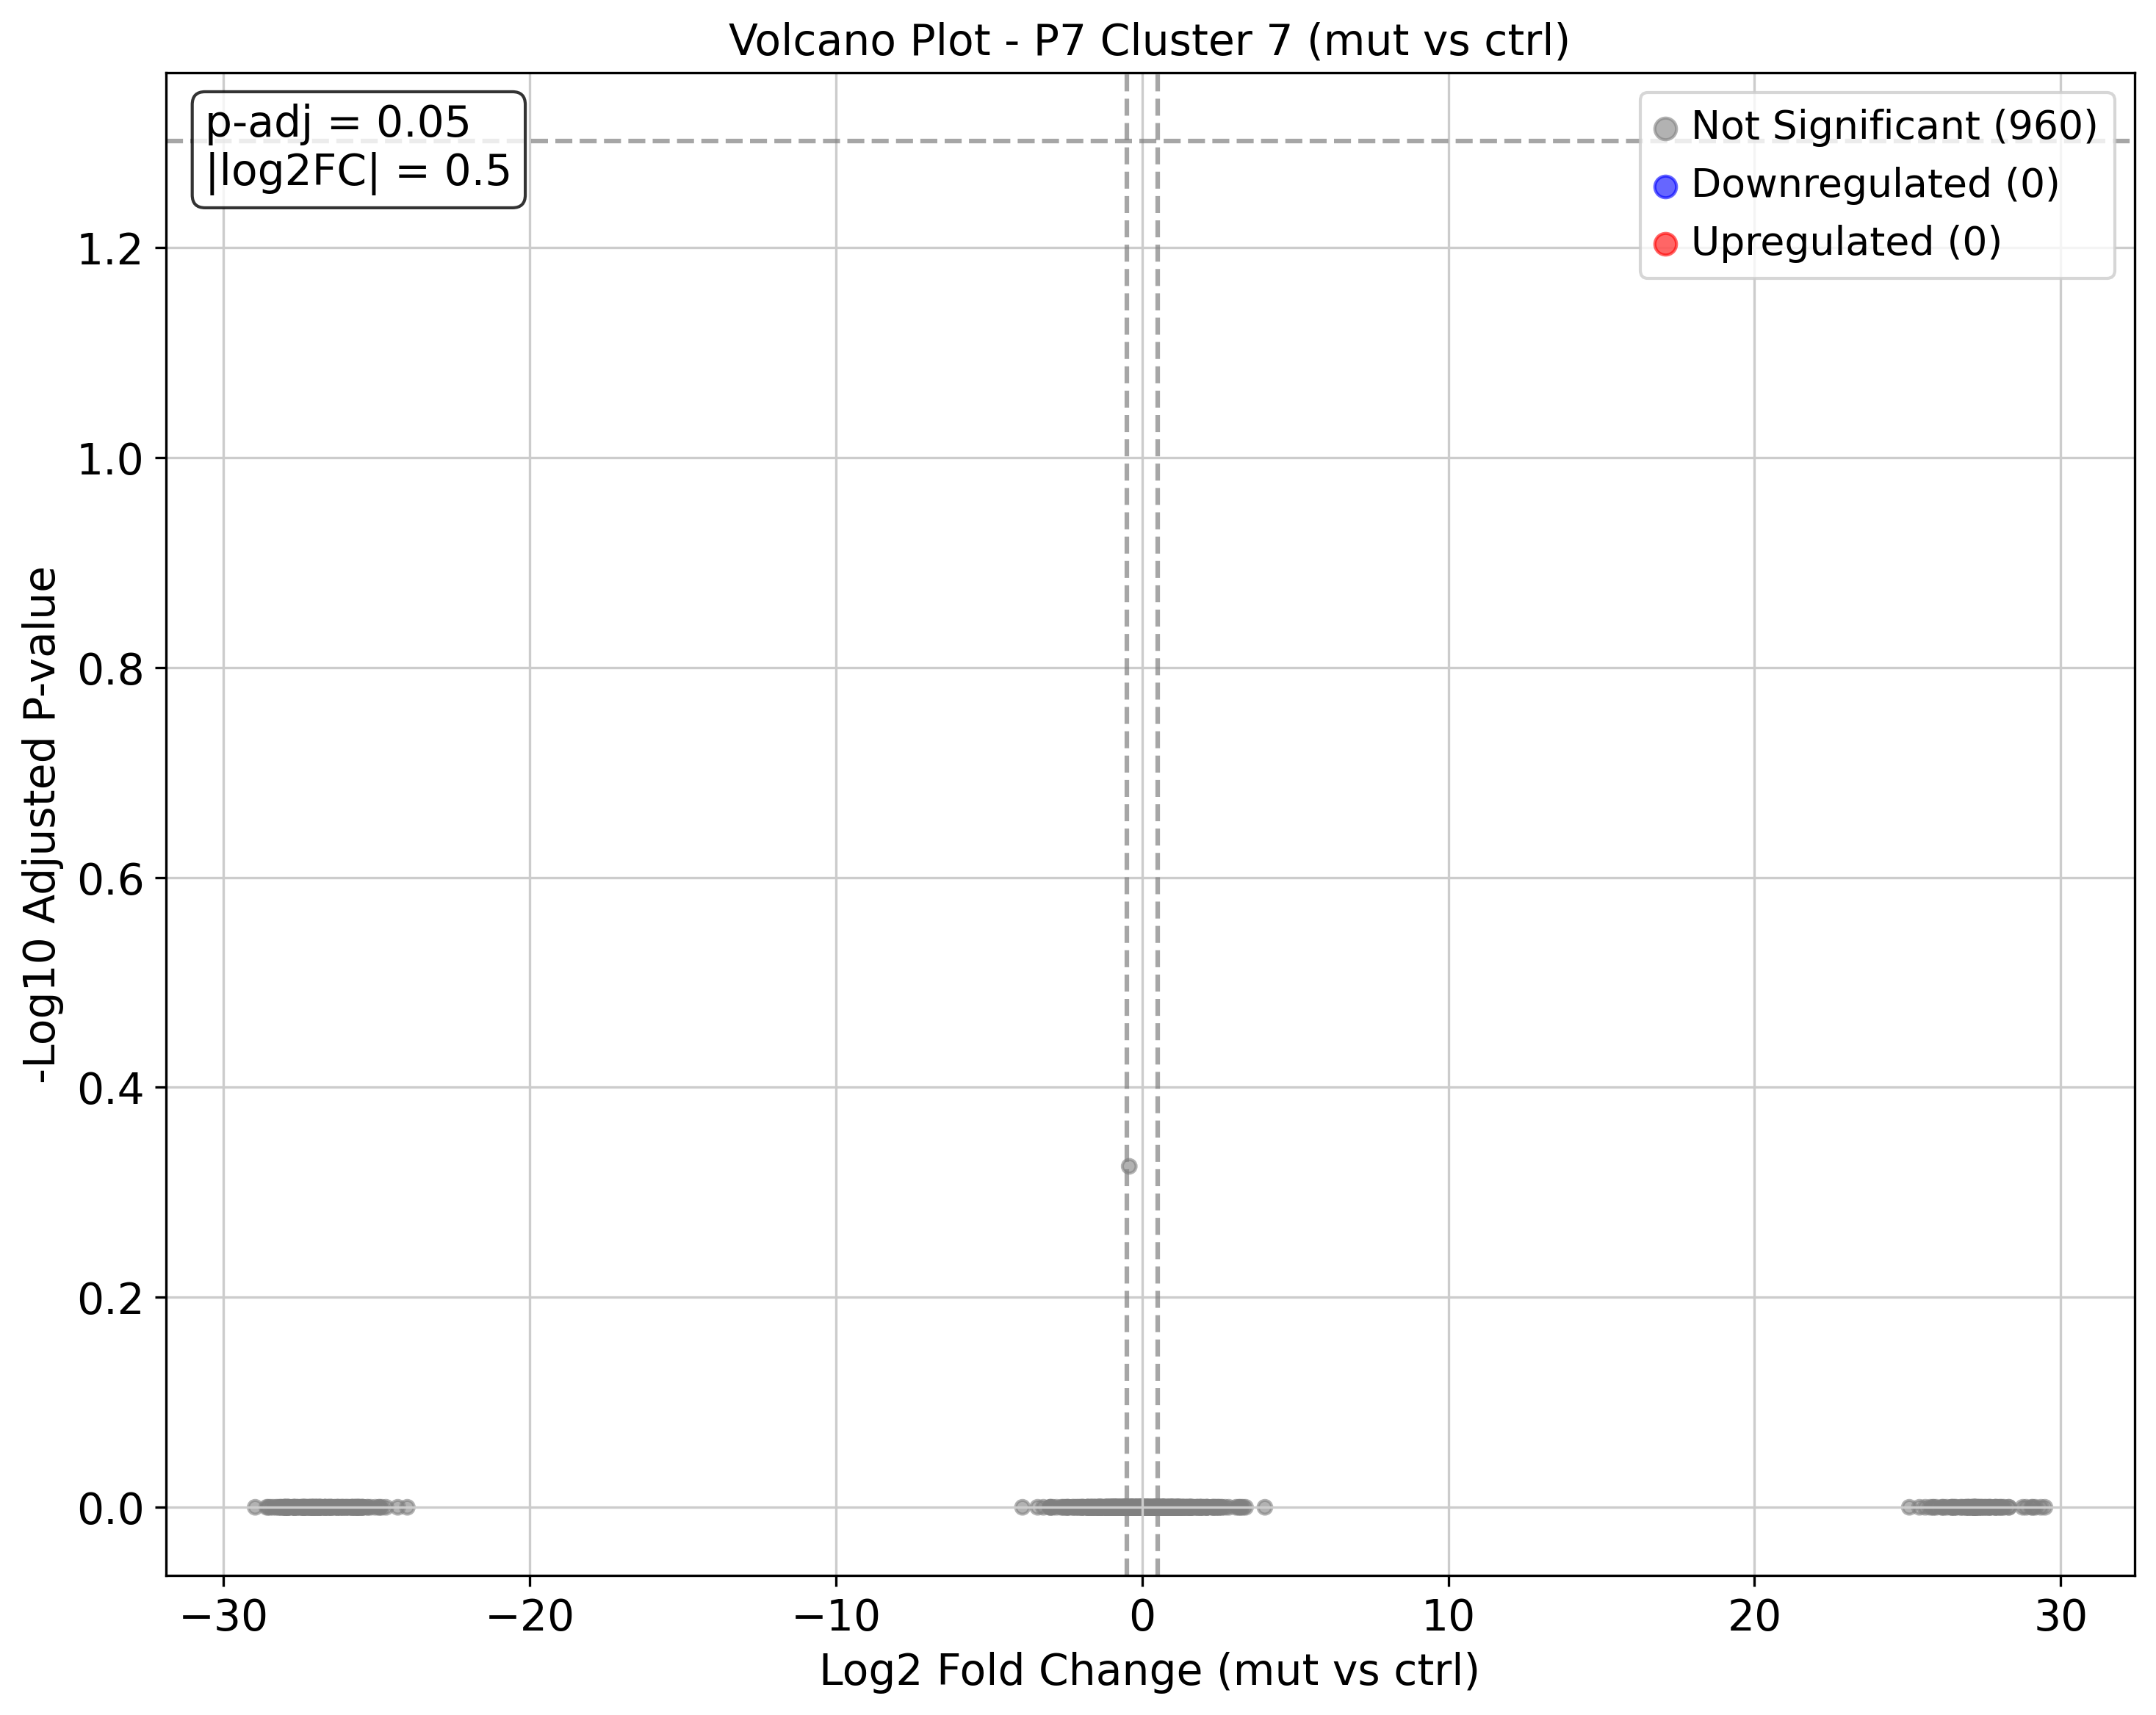 Volcano Plot - P7 Cluster 7 (mut vs ctrl)
p-adj = 0.05
|log2FC| = 0.5
Not Significant (960)
Downregulated (0)
Upregulated (0)
-Log10 Adjusted P-value
1.2
1.0
0.8
0.6
0.4
0.2
0.0
−30 −20 −10 0 10 20 30
Log2 Fold Change (mut vs ctrl)